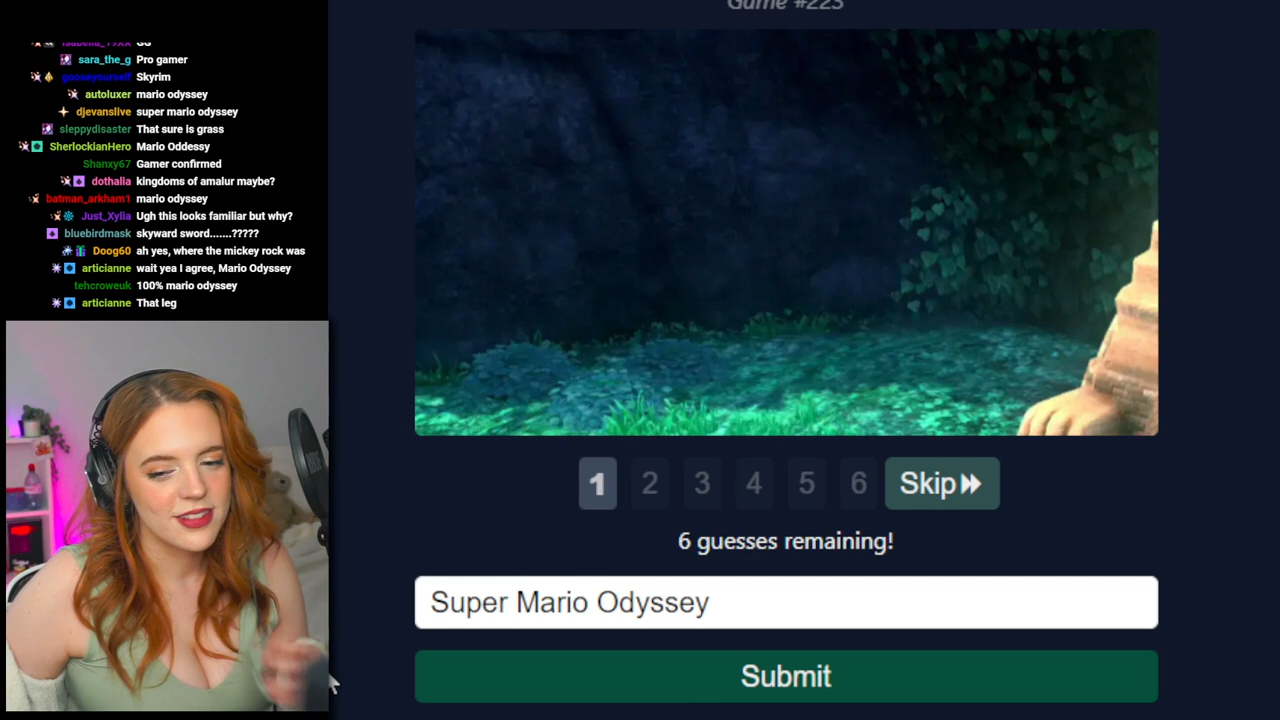 Game #223
isabella_19xx GG
sara_the_g Pro gamer
gooseyourself Skyrim
autoluxer mario odyssey
djevanslive super mario odyssey
sleppydisaster That sure is grass
SherlockianHero Mario Oddessy
Shanxy67 Gamer confirmed
dothalia kingdoms of amalur maybe?
batman_arkham1 mario odyssey
Just_Xylia Ugh this looks familiar but why?
bluebirdmask skyward sword.......?????
Doog60 ah yes, where the mickey rock was
articianne wait yea I agree, Mario Odyssey
tehcroweuk 100% mario odyssey
articianne That leg
1 2 3 4 5 6 Skip
6 guesses remaining!
Super Mario Odyssey
Submit